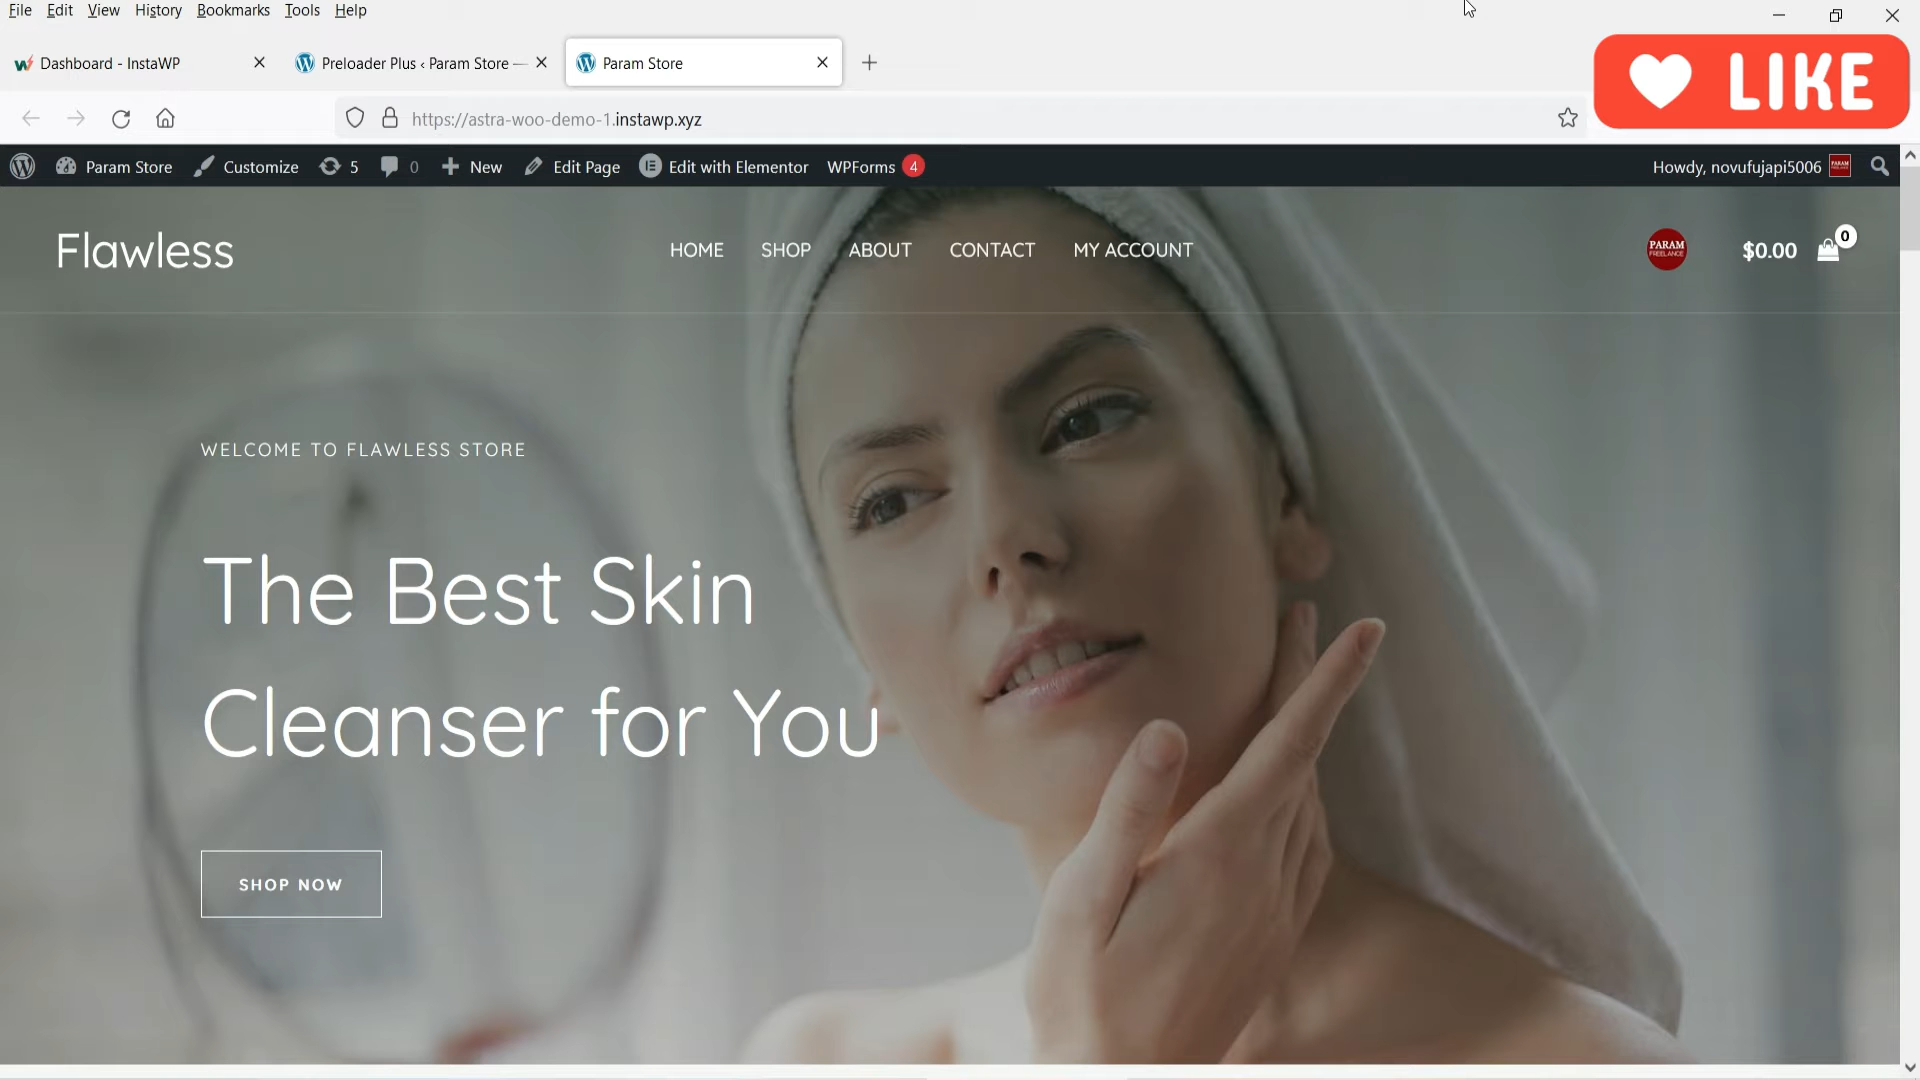 File Edit View History Bookmarks Tools Help
Dashboard - InstaWP
Preloader Plus ‹ Param Store —
Param Store
LIKE
https://astra-woo-demo-1.instawp.xyz
Param Store Customize 5 0 New Edit Page Edit with Elementor WPForms 4 Howdy, novufujapi5006
Flawless
HOME SHOP ABOUT CONTACT MY ACCOUNT
PARAM
FREELANCE
$0.00 0
WELCOME TO FLAWLESS STORE
The Best Skin
Cleanser for You
SHOP NOW